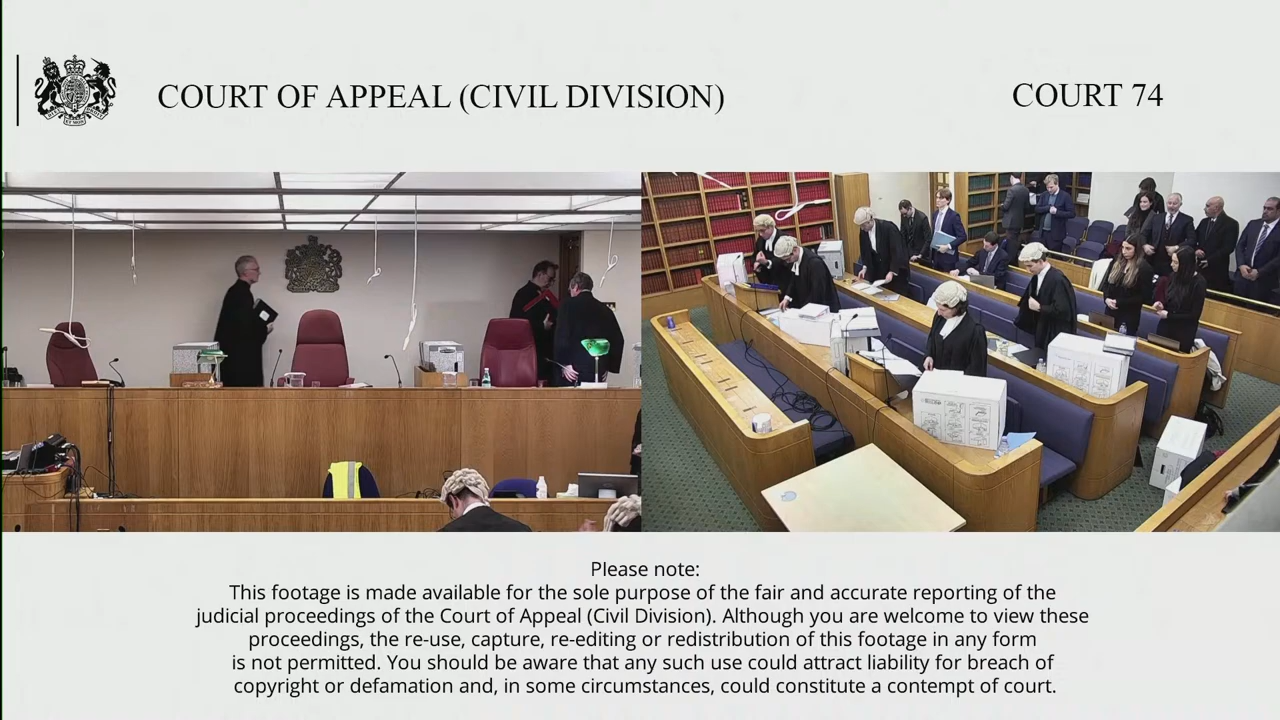 COURT OF APPEAL (CIVIL DIVISION)
COURT 74
Please note:
This footage is made available for the sole purpose of the fair and accurate reporting of the
judicial proceedings of the Court of Appeal (Civil Division). Although you are welcome to view these
proceedings, the re-use, capture, re-editing or redistribution of this footage in any form
is not permitted. You should be aware that any such use could attract liability for breach of
copyright or defamation and, in some circumstances, could constitute a contempt of court.